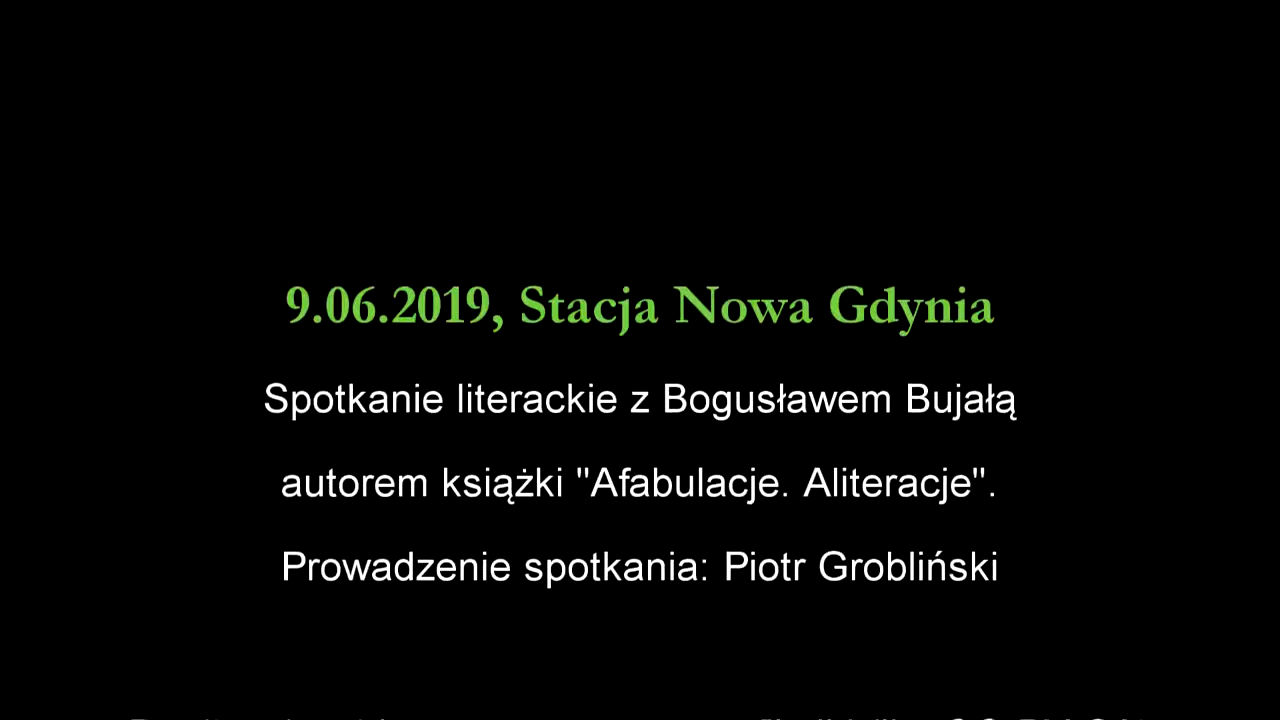 9.06.2019, Stacja Nowa Gdynia
Spotkanie literackie z Bogusławem Bujałą
autorem książki "Afabulacje. Aliteracje".
Prowadzenie spotkania: Piotr Grobliński